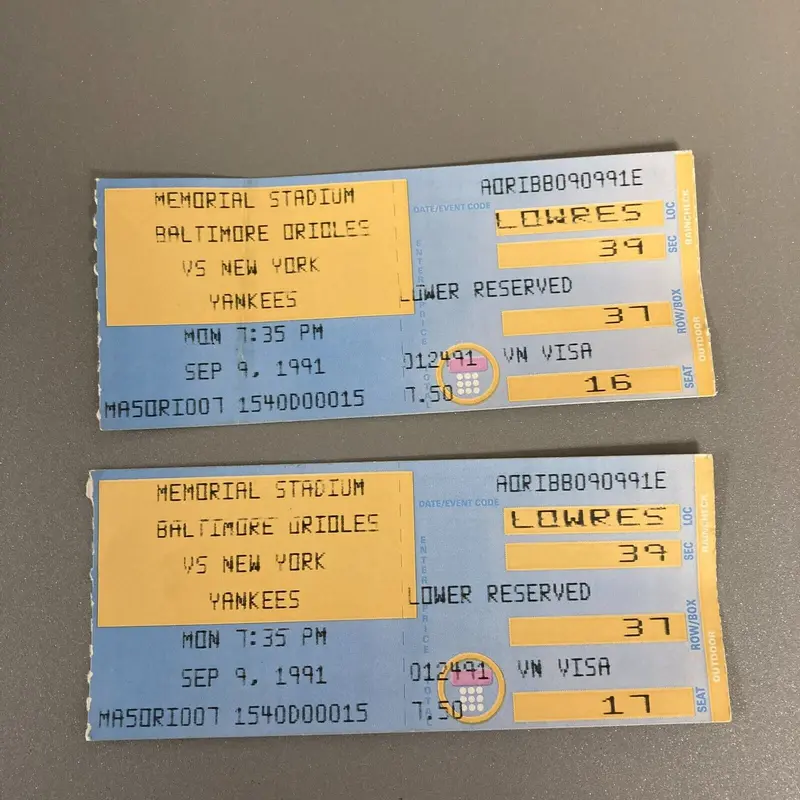 MEMORIAL STADIUM
BALTIMORE ORIOLES
VS NEW YORK
YANKEES
MON 7:35 PM
SEP 9, 1991
MASORI007 1540D00015
AORIBB090991E
DATE/EVENT CODE
LOWRES LOC
39 SEC
LOWER RESERVED
37 ROW/BOX
012491 VN VISA
7.50
16 SEAT
RAINCHECK
OUTDOOR
MEMORIAL STADIUM
BALTIMORE ORIOLES
VS NEW YORK
YANKEES
MON 7:35 PM
SEP 9, 1991
MASORI007 1540D00015
AORIBB090991E
DATE/EVENT CODE
LOWRES LOC
39 SEC
LOWER RESERVED
37 ROW/BOX
012491 VN VISA
7.50
17 SEAT
RAINCHECK
OUTDOOR